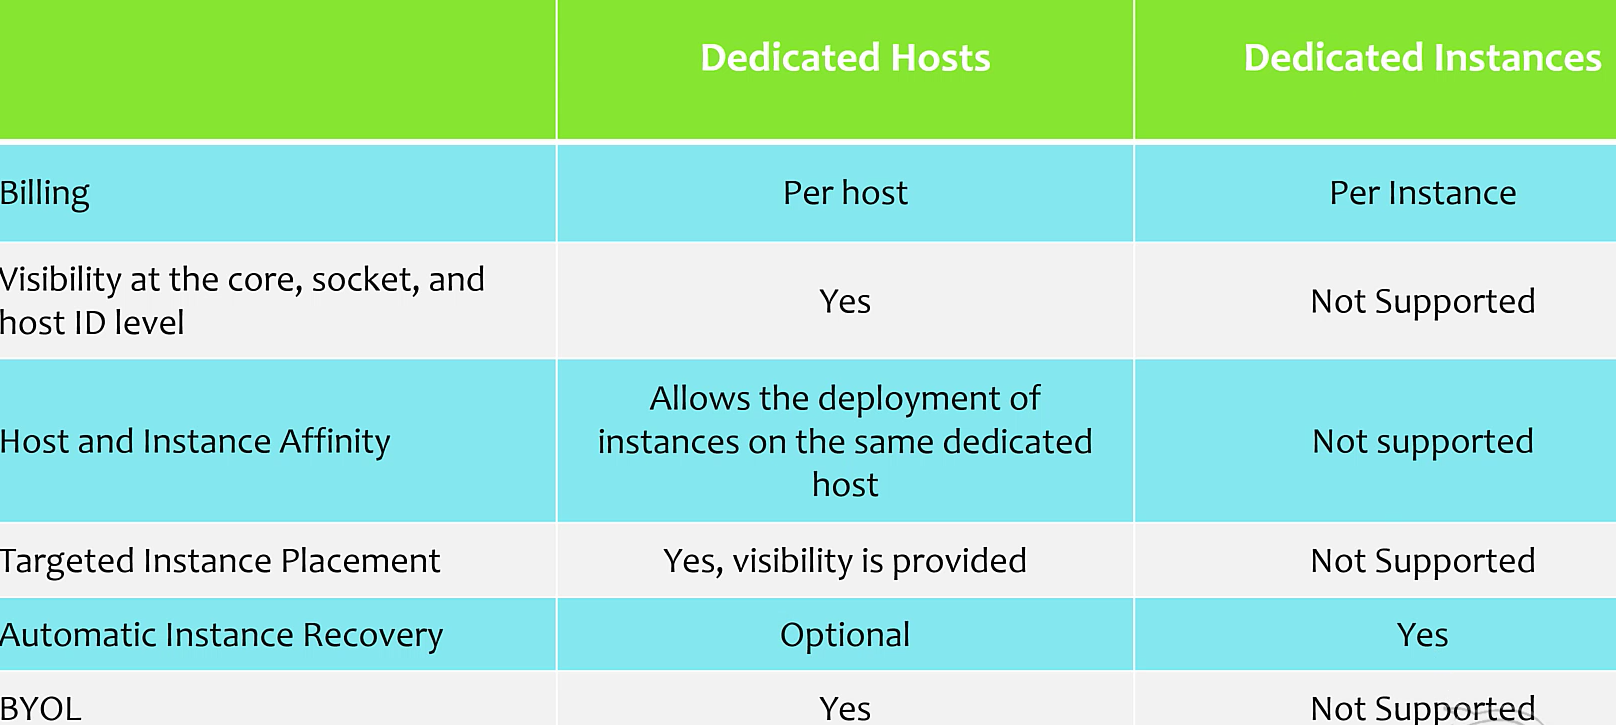 Dedicated Hosts
Dedicated Instances
Billing
Per host
Per Instance
Visibility at the core, socket, and
host ID level
Yes
Not Supported
Host and Instance Affinity
Allows the deployment of
instances on the same dedicated
host
Not supported
Targeted Instance Placement
Yes, visibility is provided
Not Supported
Automatic Instance Recovery
Optional
Yes
BYOL
Yes
Not Supported